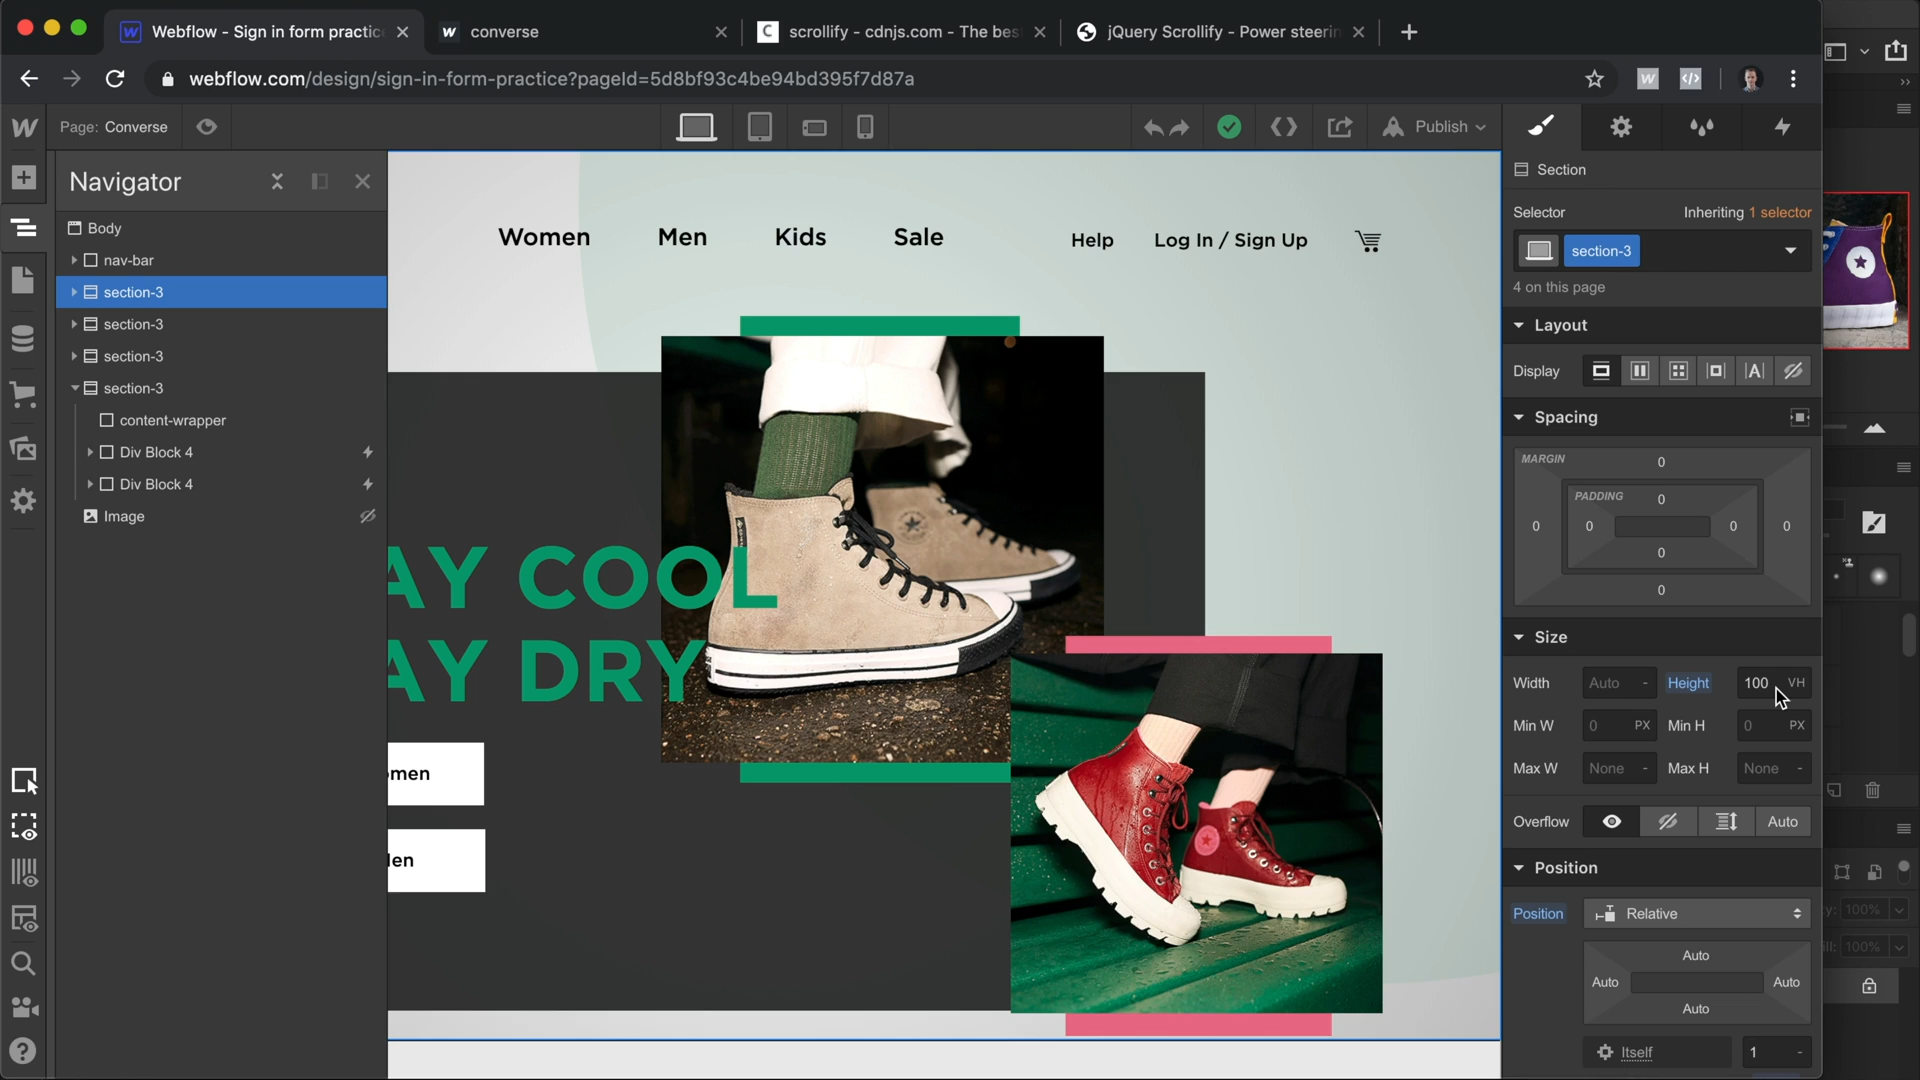 Webflow - Sign in form practice
converse
scrollify - cdnjs.com - The bes
jQuery Scrollify - Power steerin
webflow.com/design/sign-in-form-practice?pageId=5d8bf93c4be94bd395f7d87a
Page: Converse
Publish
Navigator
Body
nav-bar
section-3
section-3
section-3
section-3
content-wrapper
Div Block 4
Div Block 4
Image
Women
Men
Kids
Sale
Help
Log In / Sign Up
AY COOL
AY DRY
omen
len
Section
Selector
Inheriting 1 selector
section-3
4 on this page
Layout
Display
Spacing
MARGIN
0
PADDING
0
0
0
0
0
0
0
Size
Width
Auto -
Height
100 VH
Min W
0 PX
Min H
0 PX
Max W
None -
Max H
None -
Overflow
Auto
Position
Position
Relative
Auto
Auto
Auto
Auto
Itself
1 -
y: 100%
ill: 100%